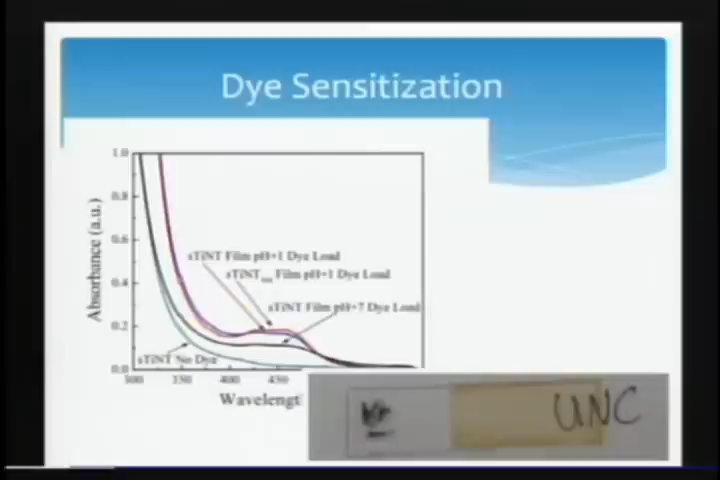 Dye Sensitization
1.0
0.8
0.6
0.4
0.2
0.0
Absorbance (a.u.)
sTiNT Film pH=1 Dye Load
Film pH=1 Dye Load
sTiNT Film pH=7 Dye Load
sTiNT No Dye
300 350 400 450
Wavelengt
UNC